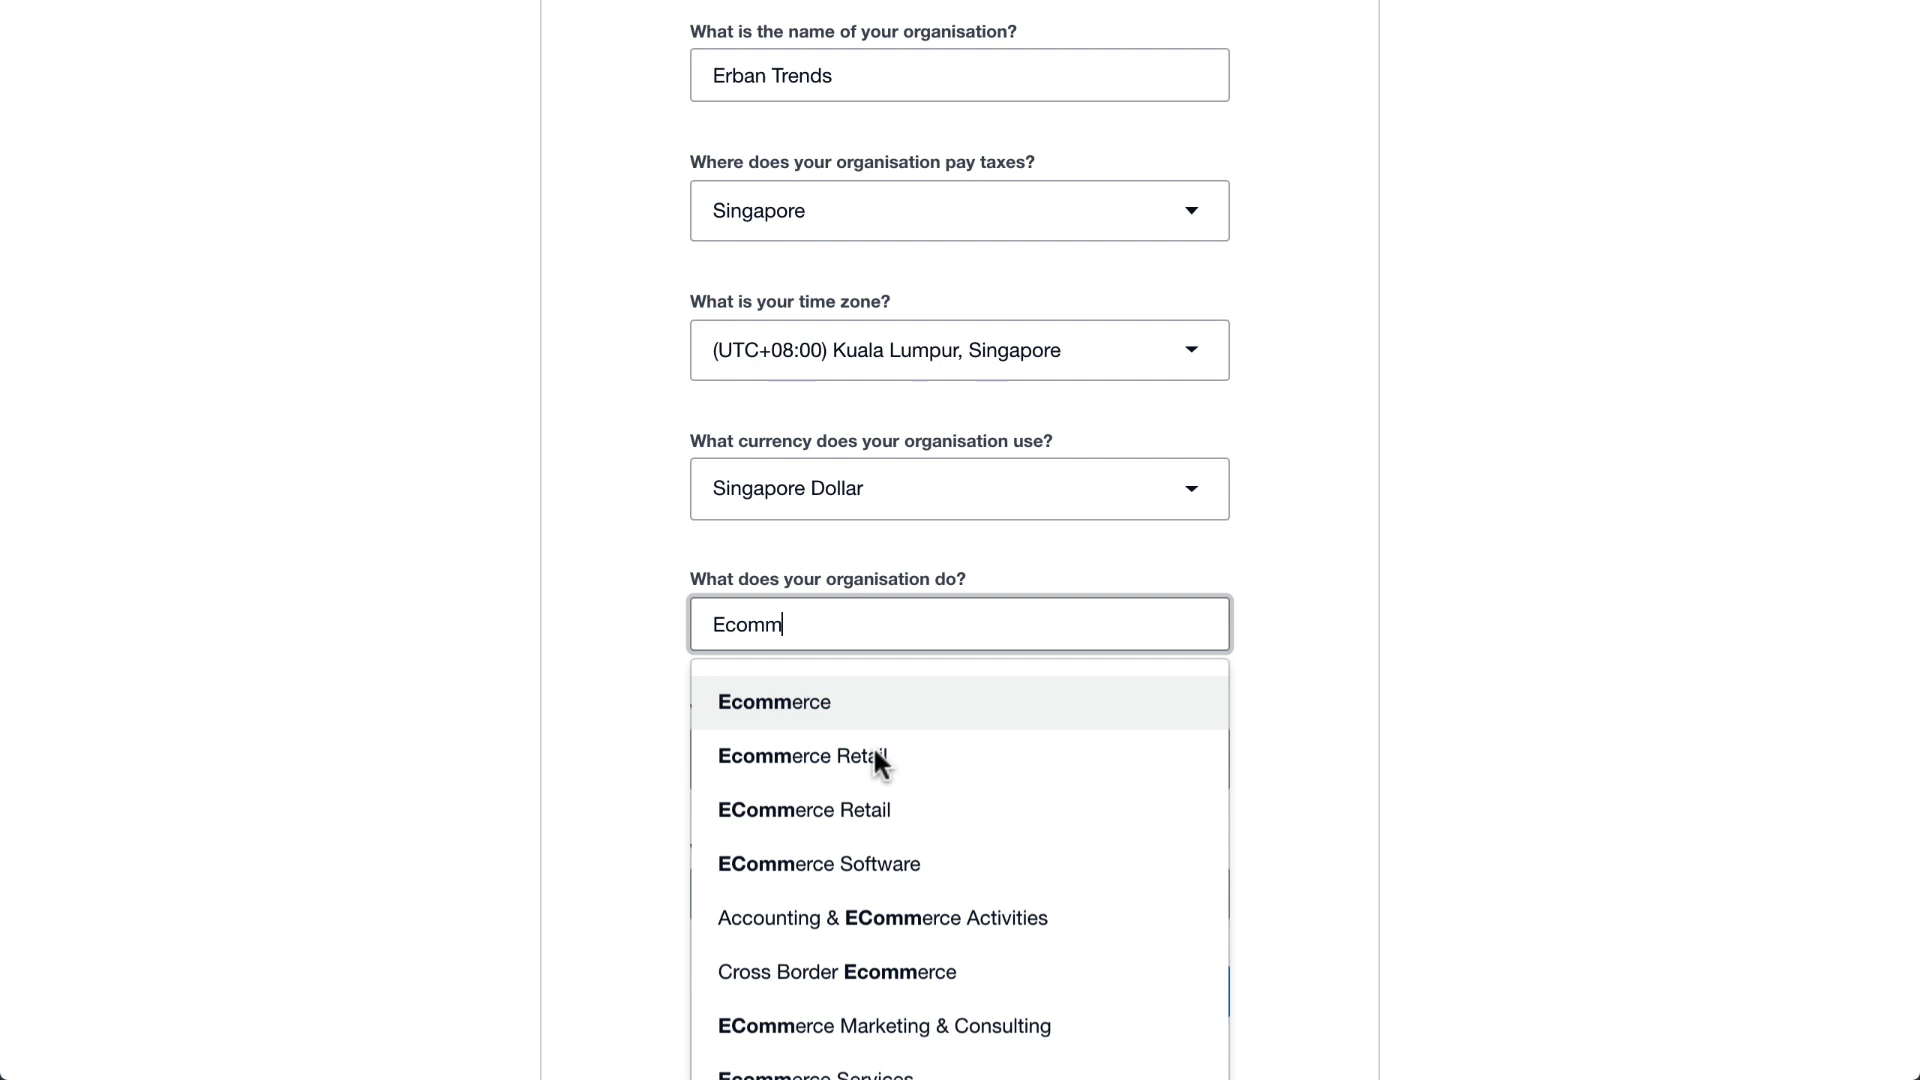 What is the name of your organisation?
Erban Trends
Where does your organisation pay taxes?
Singapore
What is your time zone?
(UTC+08:00) Kuala Lumpur, Singapore
What currency does your organisation use?
Singapore Dollar
What does your organisation do?
Ecomm
Ecommerce
Ecommerce Retail
ECommerce Retail
ECommerce Software
Accounting & ECommerce Activities
Cross Border Ecommerce
ECommerce Marketing & Consulting
Ecommerce Services